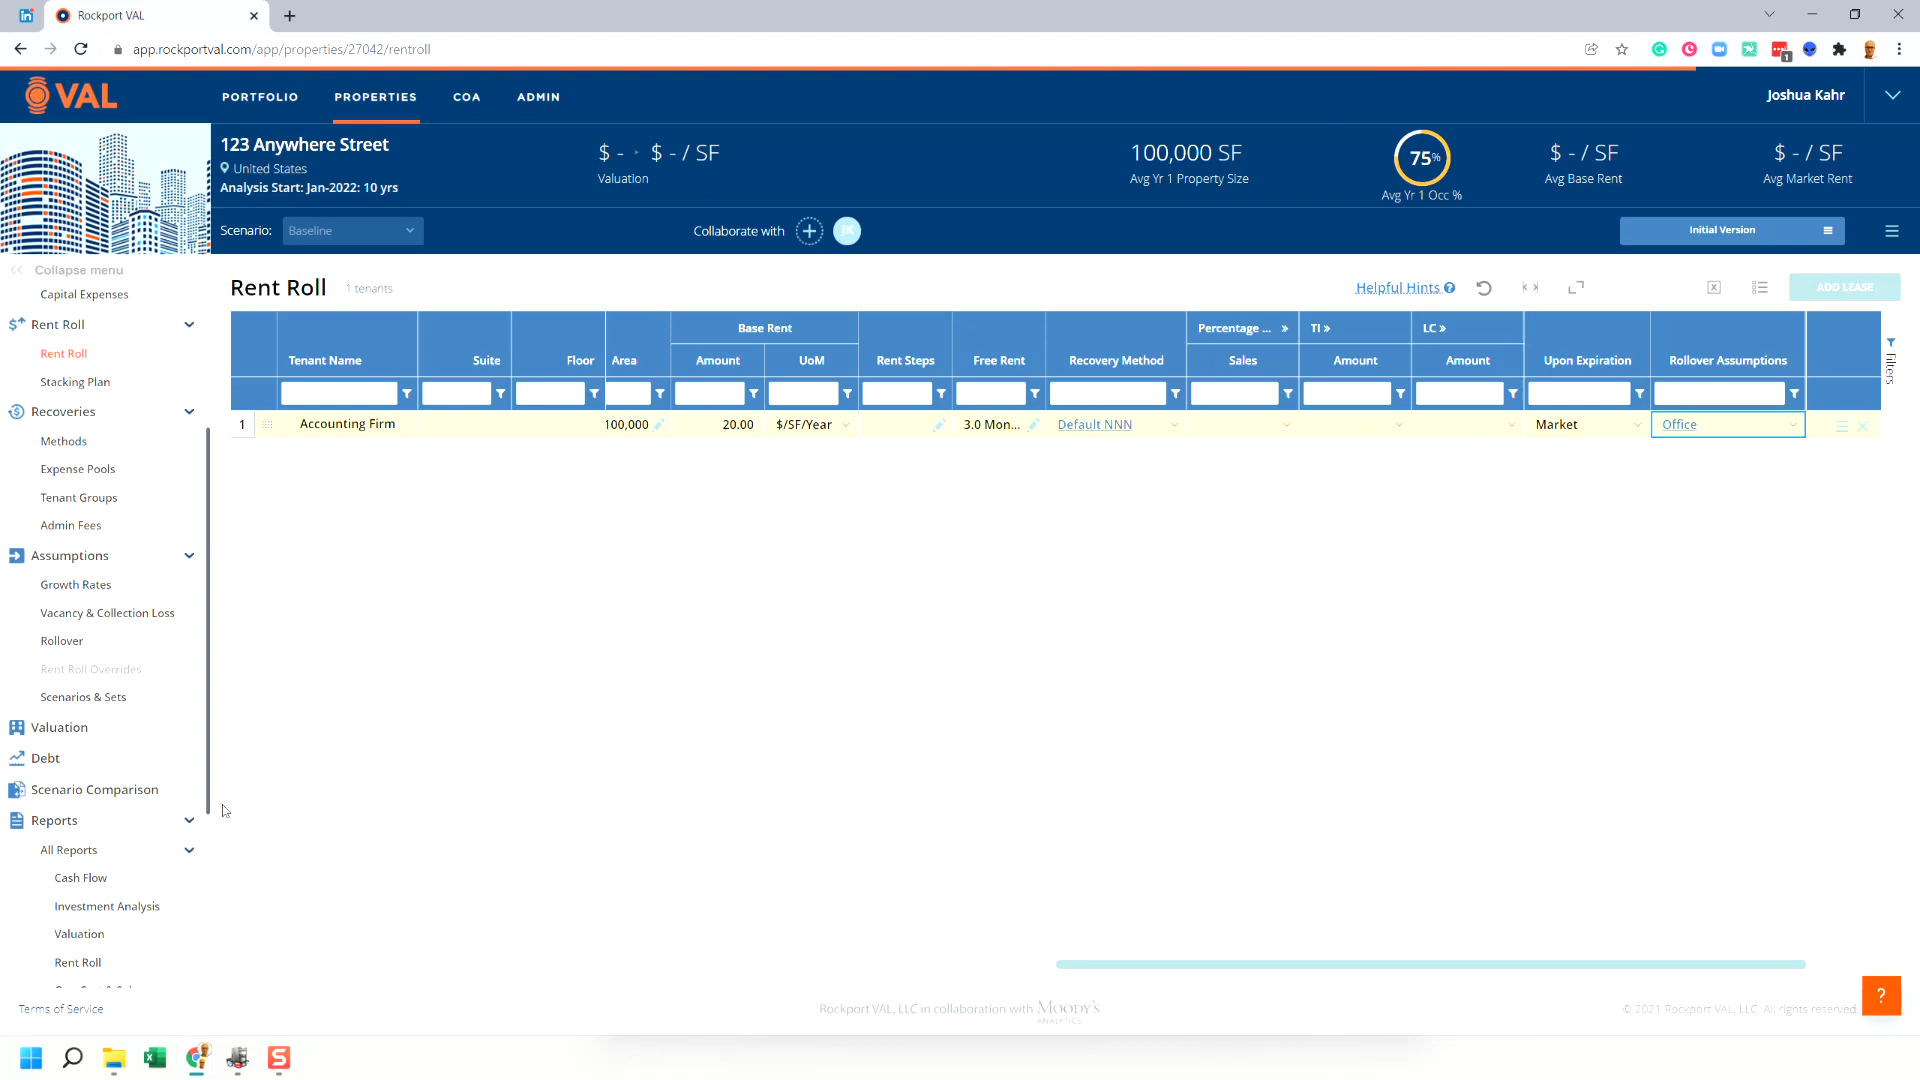 Rockport VAL
app.rockportval.com/app/properties/27042/rentroll
1
VAL
PORTFOLIO
PROPERTIES
COA
ADMIN
Joshua Kahr
123 Anywhere Street
United States
Analysis Start: Jan-2022: 10 yrs
$ - $ - / SF
Valuation
100,000 SF
Avg Yr 1 Property Size
75%
Avg Yr 1 Occ %
$ - / SF
Avg Base Rent
$ - / SF
Avg Market Rent
Scenario:
Baseline
Collaborate with
JK
Initial Version
Collapse menu
Capital Expenses
Rent Roll
Rent Roll
Stacking Plan
Recoveries
Methods
Expense Pools
Tenant Groups
Admin Fees
Assumptions
Growth Rates
Vacancy & Collection Loss
Rollover
Rent Roll Overrides
Scenarios & Sets
Valuation
Debt
Scenario Comparison
Reports
All Reports
Cash Flow
Investment Analysis
Valuation
Rent Roll
Rent Roll
1 tenants
Helpful Hints
ADD LEASE
Base Rent
Percentage ... »
TI »
LC »
Tenant Name
Suite
Floor
Area
Amount
UoM
Rent Steps
Free Rent
Recovery Method
Sales
Amount
Amount
Upon Expiration
Rollover Assumptions
Filters
1
Accounting Firm
100,000
20.00
$/SF/Year
3.0 Mon...
Default NNN
Market
Office
Terms of Service
Rockport VAL, LLC in collaboration with MOODY'S
ANALYTICS
© 2021 Rockport VAL, LLC. All rights reserved.
?